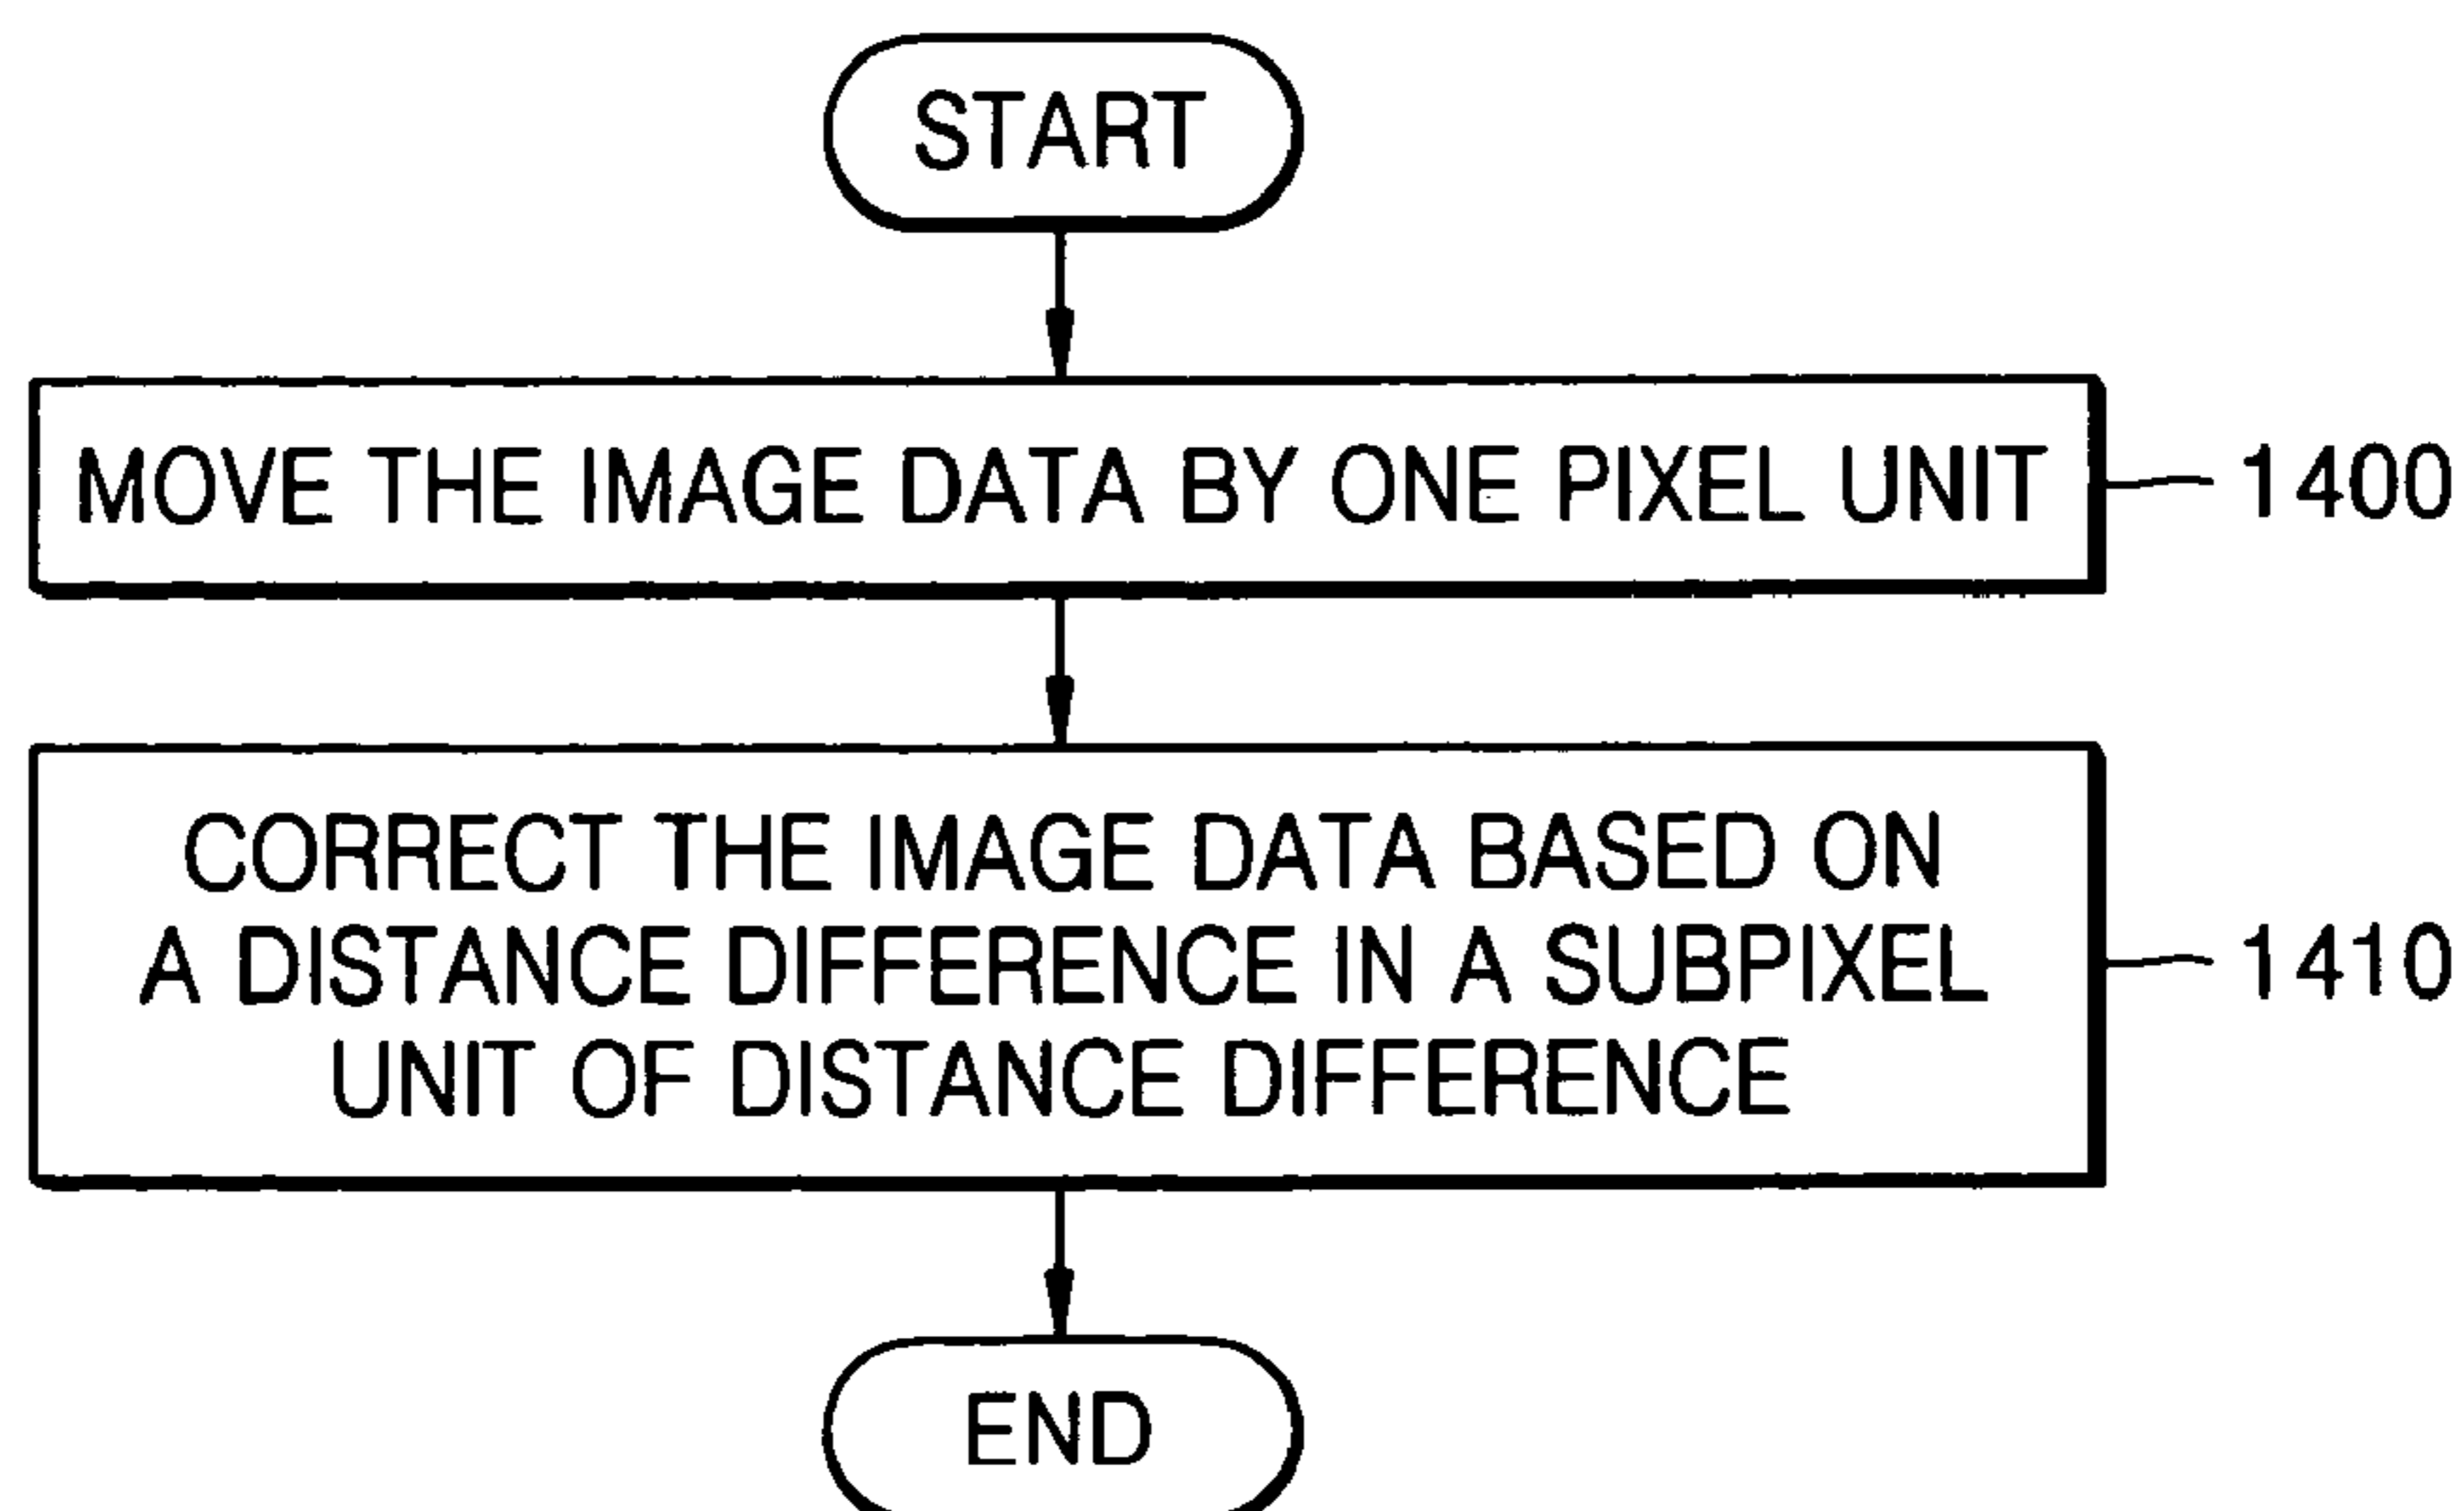 START
MOVE THE IMAGE DATA BY ONE PIXEL UNIT
1400
CORRECT THE IMAGE DATA BASED ON
A DISTANCE DIFFERENCE IN A SUBPIXEL
UNIT OF DISTANCE DIFFERENCE
1410
END